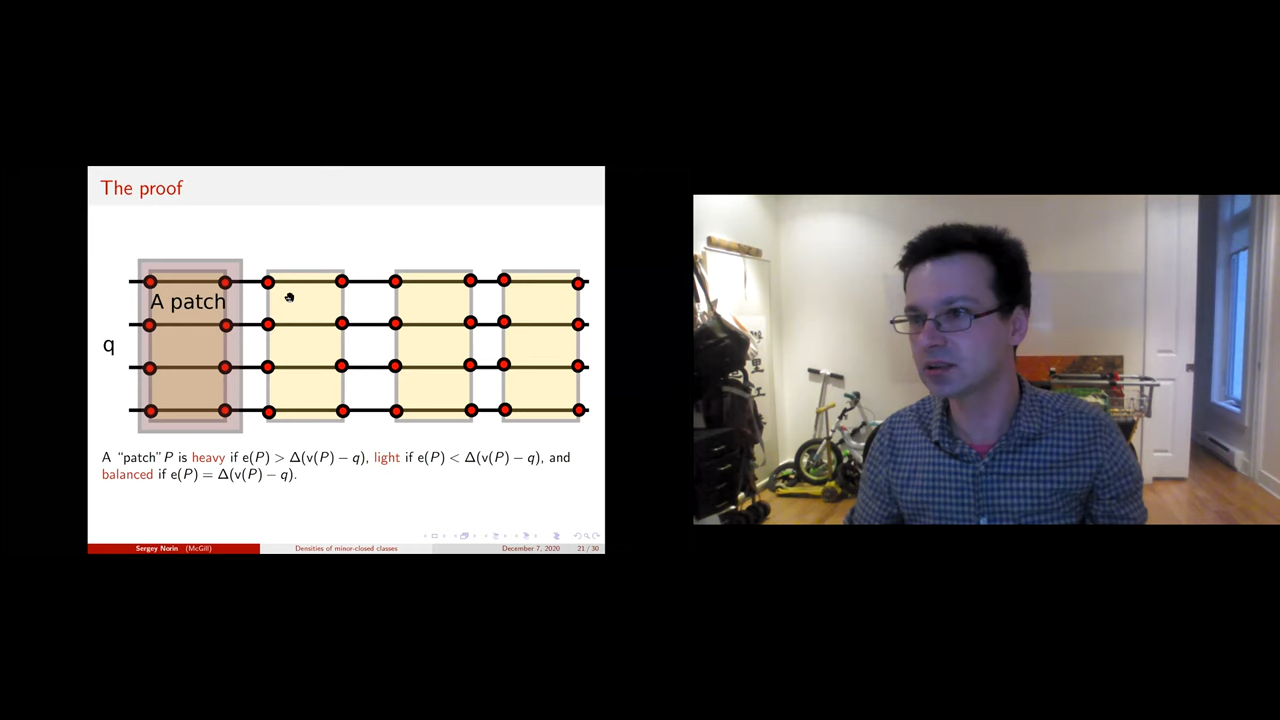 The proof
A patch
q
A "patch" P is heavy if e(P) > Δ(v(P) − q), light if e(P) < Δ(v(P) − q), and
balanced if e(P) = Δ(v(P) − q).
Sergey Norin (McGill) Densities of minor-closed classes December 7, 2020 21 / 30